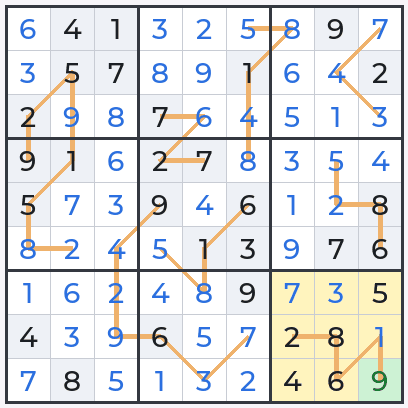 6 4 1 3 2 5 8 9 7
3 5 7 8 9 1 6 4 2
2 9 8 7 6 4 5 1 3
9 1 6 2 7 8 3 5 4
5 7 3 9 4 6 1 2 8
8 2 4 5 1 3 9 7 6
1 6 2 4 8 9 7 3 5
4 3 9 6 5 7 2 8 1
7 8 5 1 3 2 4 6 9